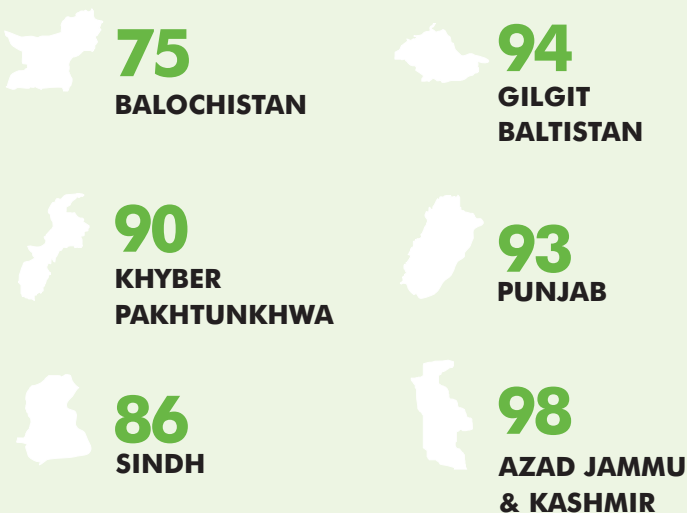 75
BALOCHISTAN
94
GILGIT
BALTISTAN
90
KHYBER
PAKHTUNKHWA
93
PUNJAB
86
SINDH
98
AZAD JAMMU
& KASHMIR